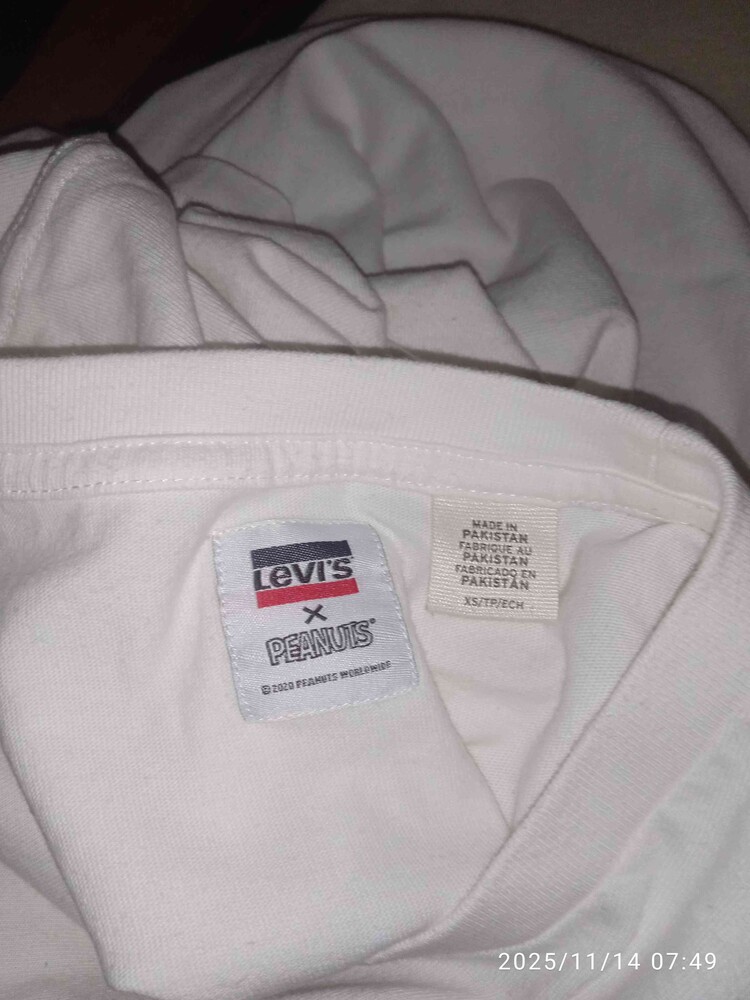 Levi's
×
PEANUTS®
©2020 PEANUTS WORLDWIDE
MADE IN
PAKISTAN
FABRIQUE AU
PAKISTAN
FABRICADO EN
PAKISTÁN
XS/TP/ECH
2025/11/14 07:49